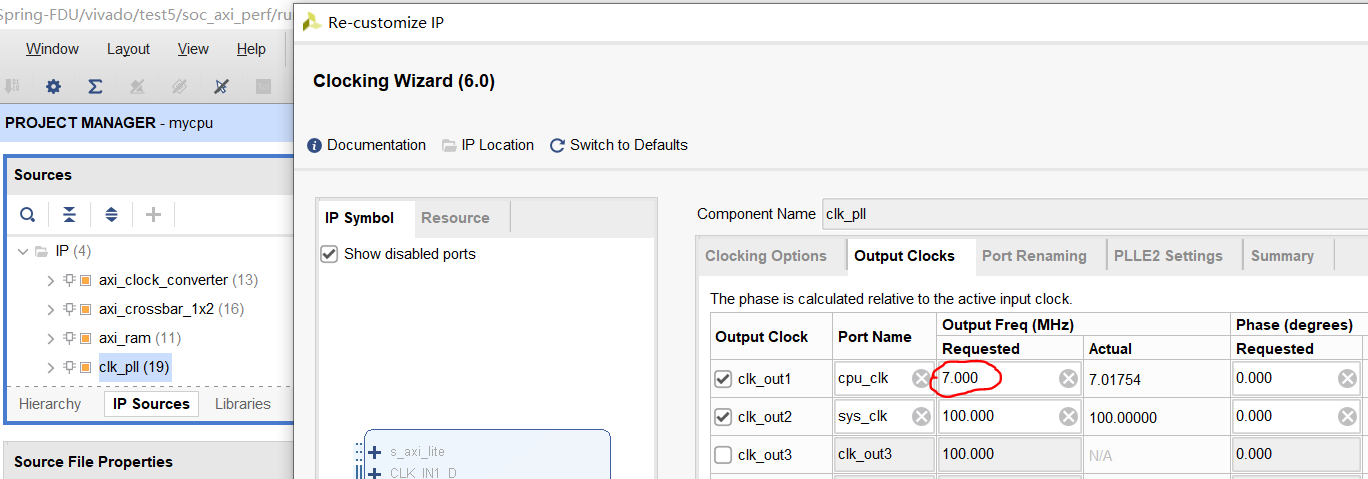 Spring-FDU/vivado/test5/soc_axi_perf/ru
Re-customize IP
Window Layout View Help
Clocking Wizard (6.0)
PROJECT MANAGER - mycpu
Documentation IP Location Switch to Defaults
Sources
IP Symbol Resource
Show disabled ports
IP (4)
axi_clock_converter (13)
axi_crossbar_1x2 (16)
axi_ram (11)
clk_pll (19)
Hierarchy IP Sources Libraries
Source File Properties
s_axi_lite
CLK_IN1_D
Component Name clk_pll
Clocking Options Output Clocks Port Renaming PLLE2 Settings Summary
The phase is calculated relative to the active input clock.
Output Clock Port Name Output Freq (MHz) Phase (degrees)
Requested Actual Requested
clk_out1 cpu_clk 7.000 7.01754 0.000
clk_out2 sys_clk 100.000 100.00000 0.000
clk_out3 clk_out3 100.000 N/A 0.000